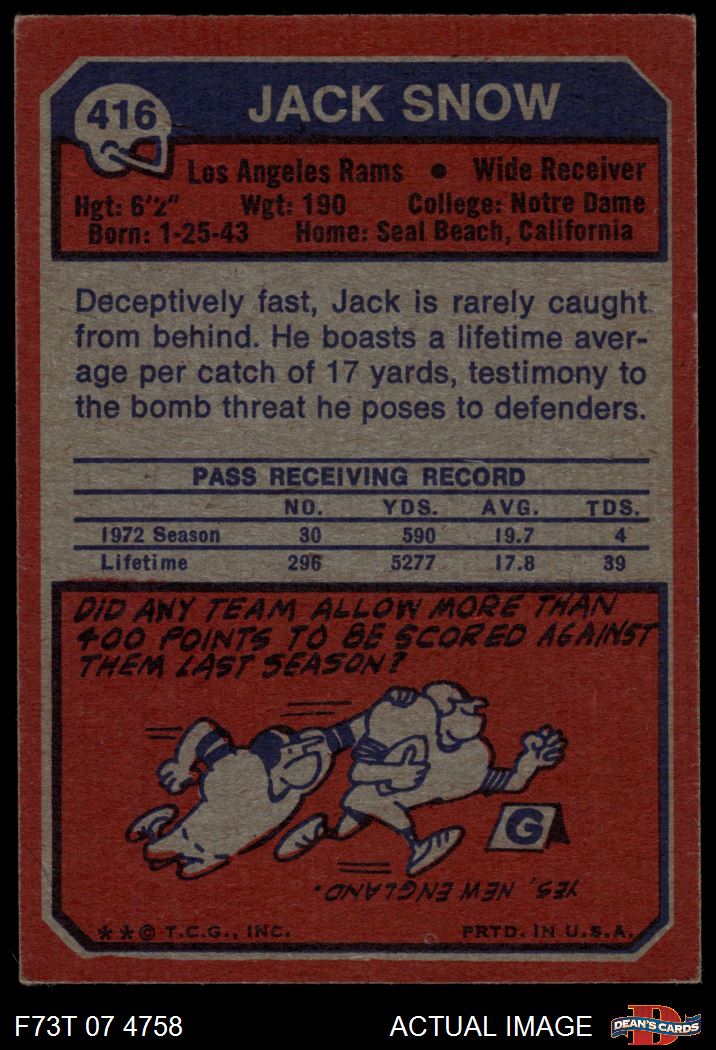 416
JACK SNOW
Los Angeles Rams • Wide Receiver
Hgt: 6'2" Wgt: 190 College: Notre Dame
Born: 1-25-43 Home: Seal Beach, California
Deceptively fast, Jack is rarely caught
from behind. He boasts a lifetime aver-
age per catch of 17 yards, testimony to
the bomb threat he poses to defenders.
PASS RECEIVING RECORD
NO. YDS. AVG. TDS.
1972 Season 30 590 19.7 4
Lifetime 296 5277 17.8 39
DID ANY TEAM ALLOW MORE THAN
400 POINTS TO BE SCORED AGAINST
THEM LAST SEASON?
G
YES, NEW ENGLAND.
**© T.C.G., INC. PRTD. IN U.S.A.
F73T 07 4758 ACTUAL IMAGE DEAN'S CARDS